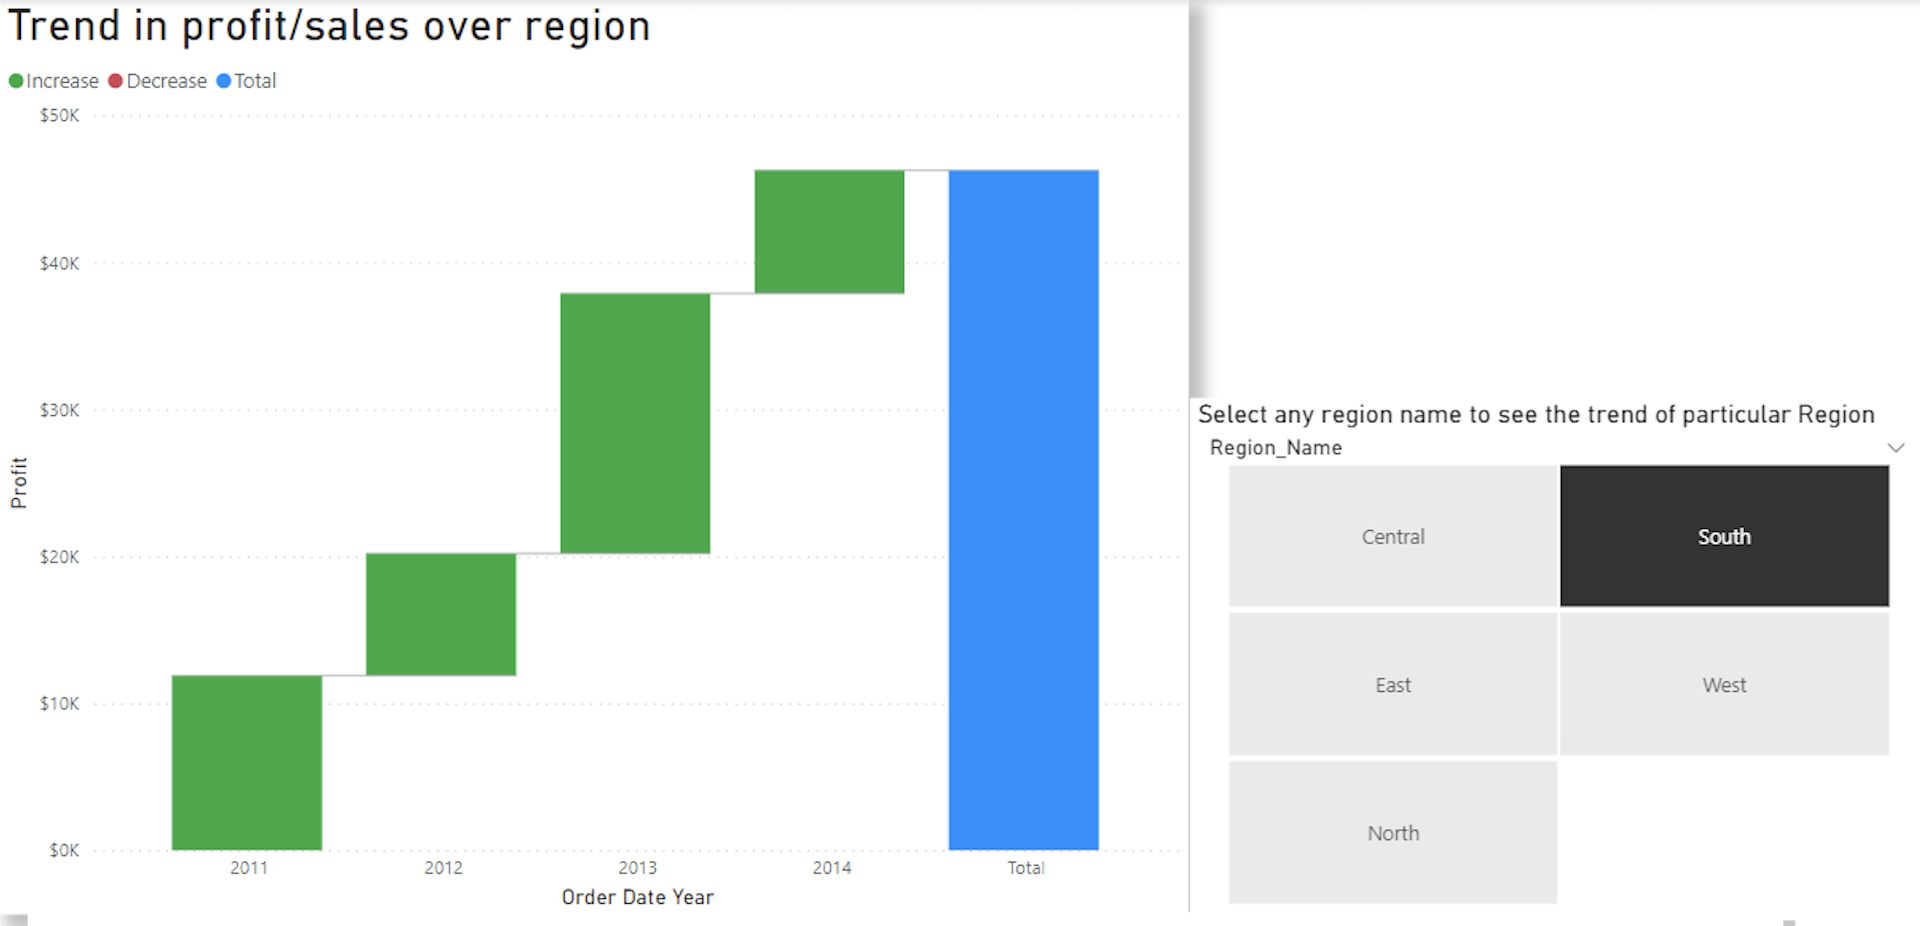 Trend in profit/sales over region
Increase Decrease Total
$50K
$40K
$30K
$20K
$10K
$0K
Profit
2011 2012 2013 2014 Total
Order Date Year
Select any region name to see the trend of particular Region
Region_Name
Central South
East West
North